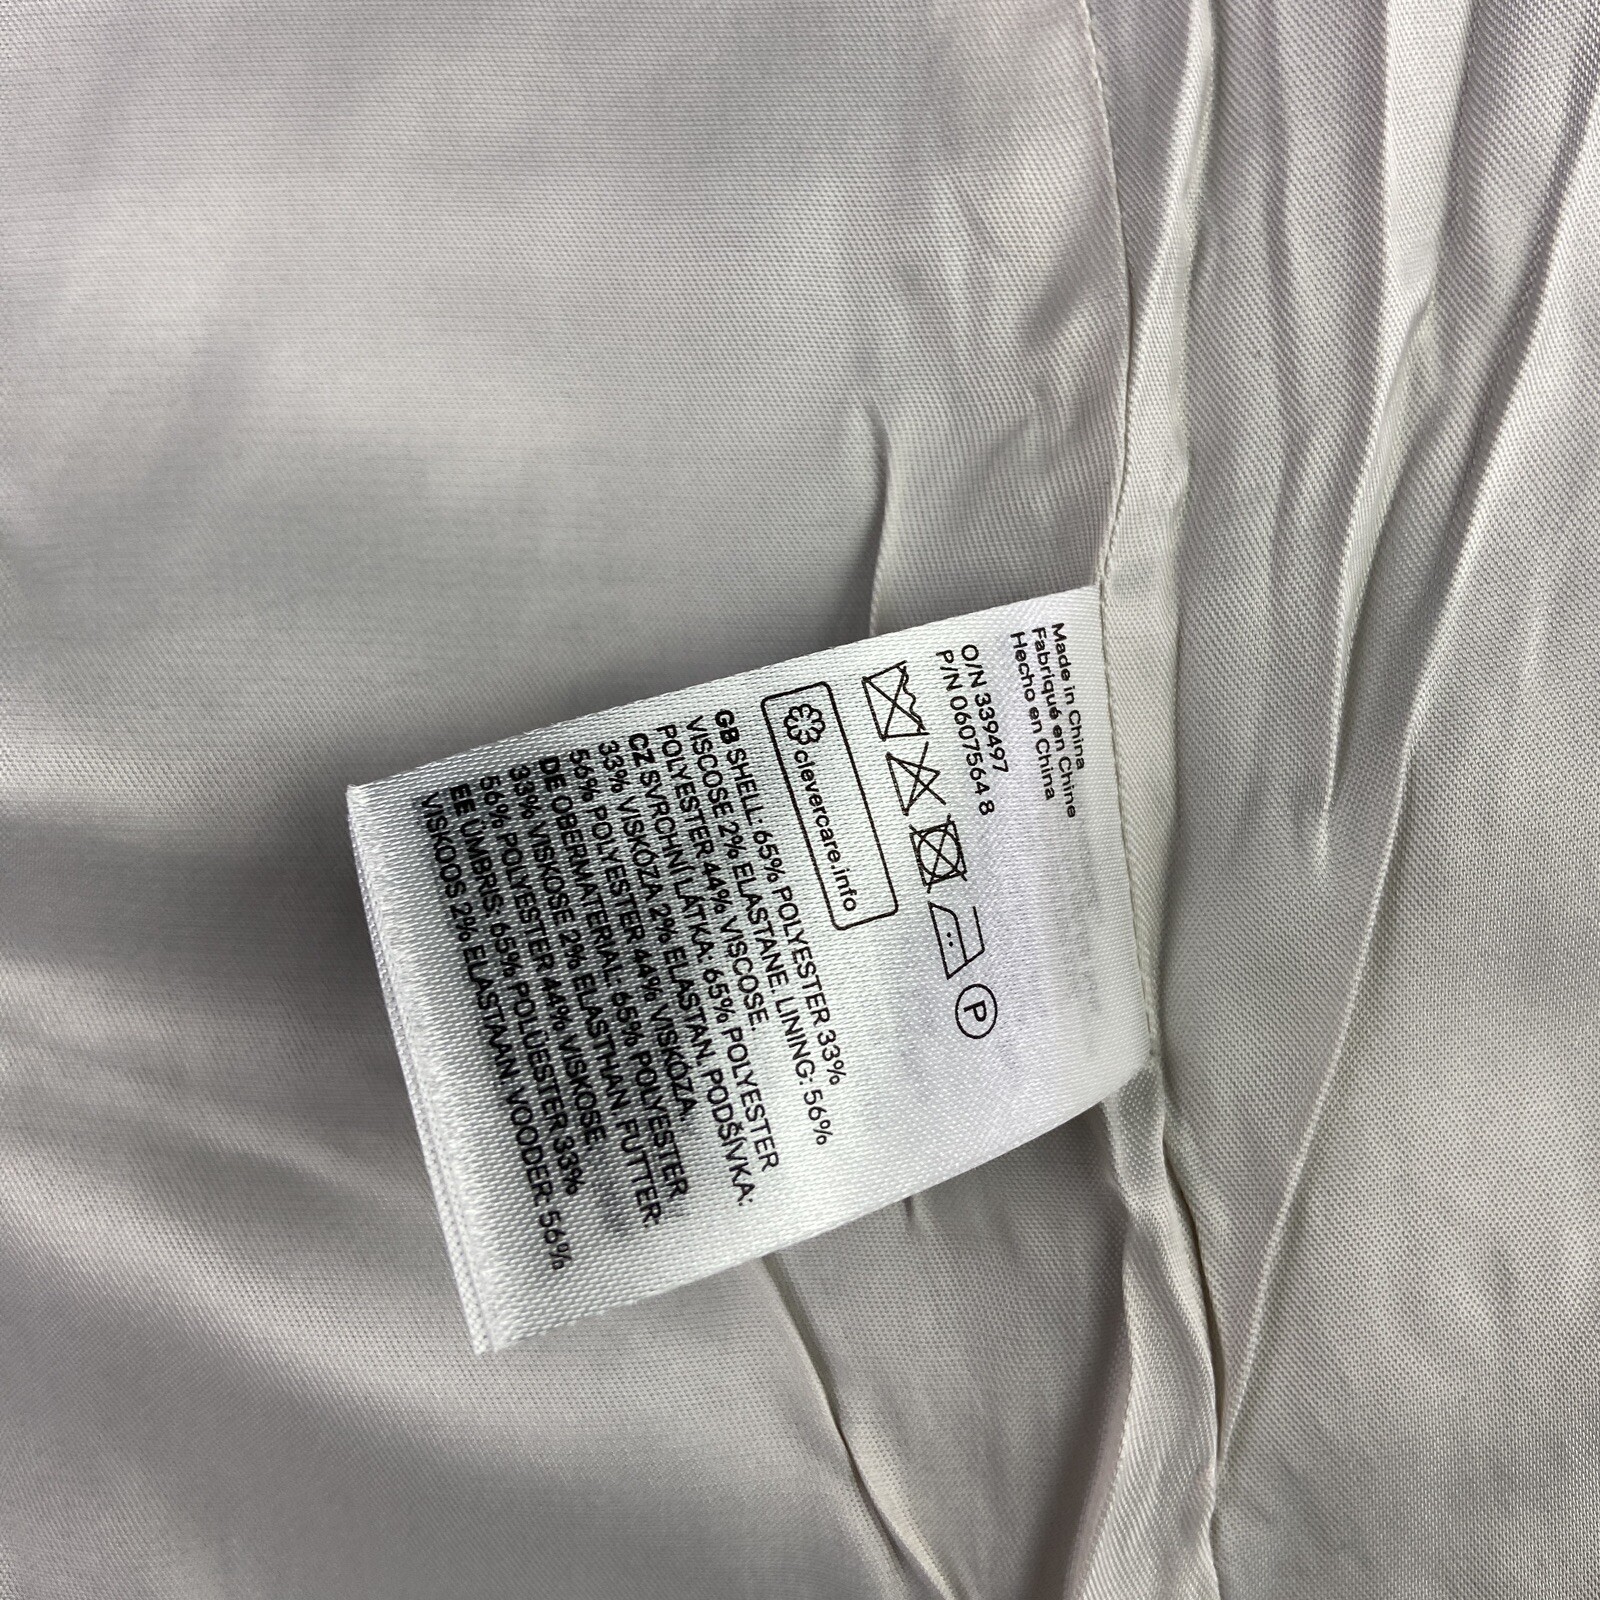 Made in China
Fabriqué en Chine
Hecho en China
O/N 339497
P/N 06075648
P
clevercare.info
GB SHELL: 65% POLYESTER 33%
VISCOSE 2% ELASTANE. LINING: 56%
POLYESTER 44% VISCOSE.
CZ SVRCHNÍ LÁTKA: 65% POLYESTER
33% VISKÓZA 2% ELASTAN. PODŠÍVKA:
56% POLYESTER 44% VISKÓZA.
DE OBERMATERIAL: 65% POLYESTER
33% VISKOSE 2% ELASTHAN. FUTTER:
56% POLYESTER 44% VISKOSE.
EE ÜMBRIS: 65% POLÜESTER 33%
VISKOOS 2% ELASTAAN. VOODER: 56%